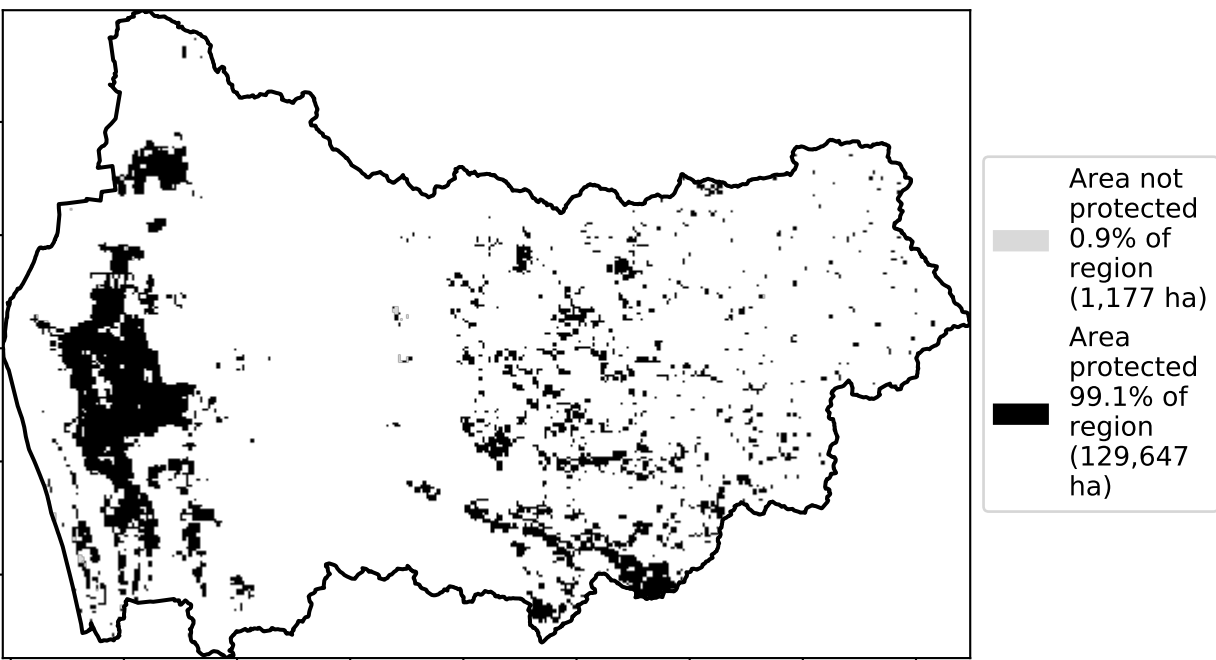 Area not
protected
0.9% of
region
(1,177 ha)
Area
protected
99.1% of
region
(129,647
ha)